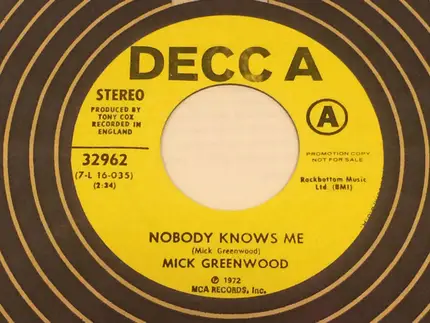 DECCA
STEREO
PRODUCED BY
TONY COX
RECORDED IN
ENGLAND
32962
(7-L 16-035)
(2:34)
A
PROMOTION COPY
NOT FOR SALE
Rockbottom Music
Ltd (BMI)
NOBODY KNOWS ME
(Mick Greenwood)
MICK GREENWOOD
℗ 1972
MCA RECORDS, Inc.